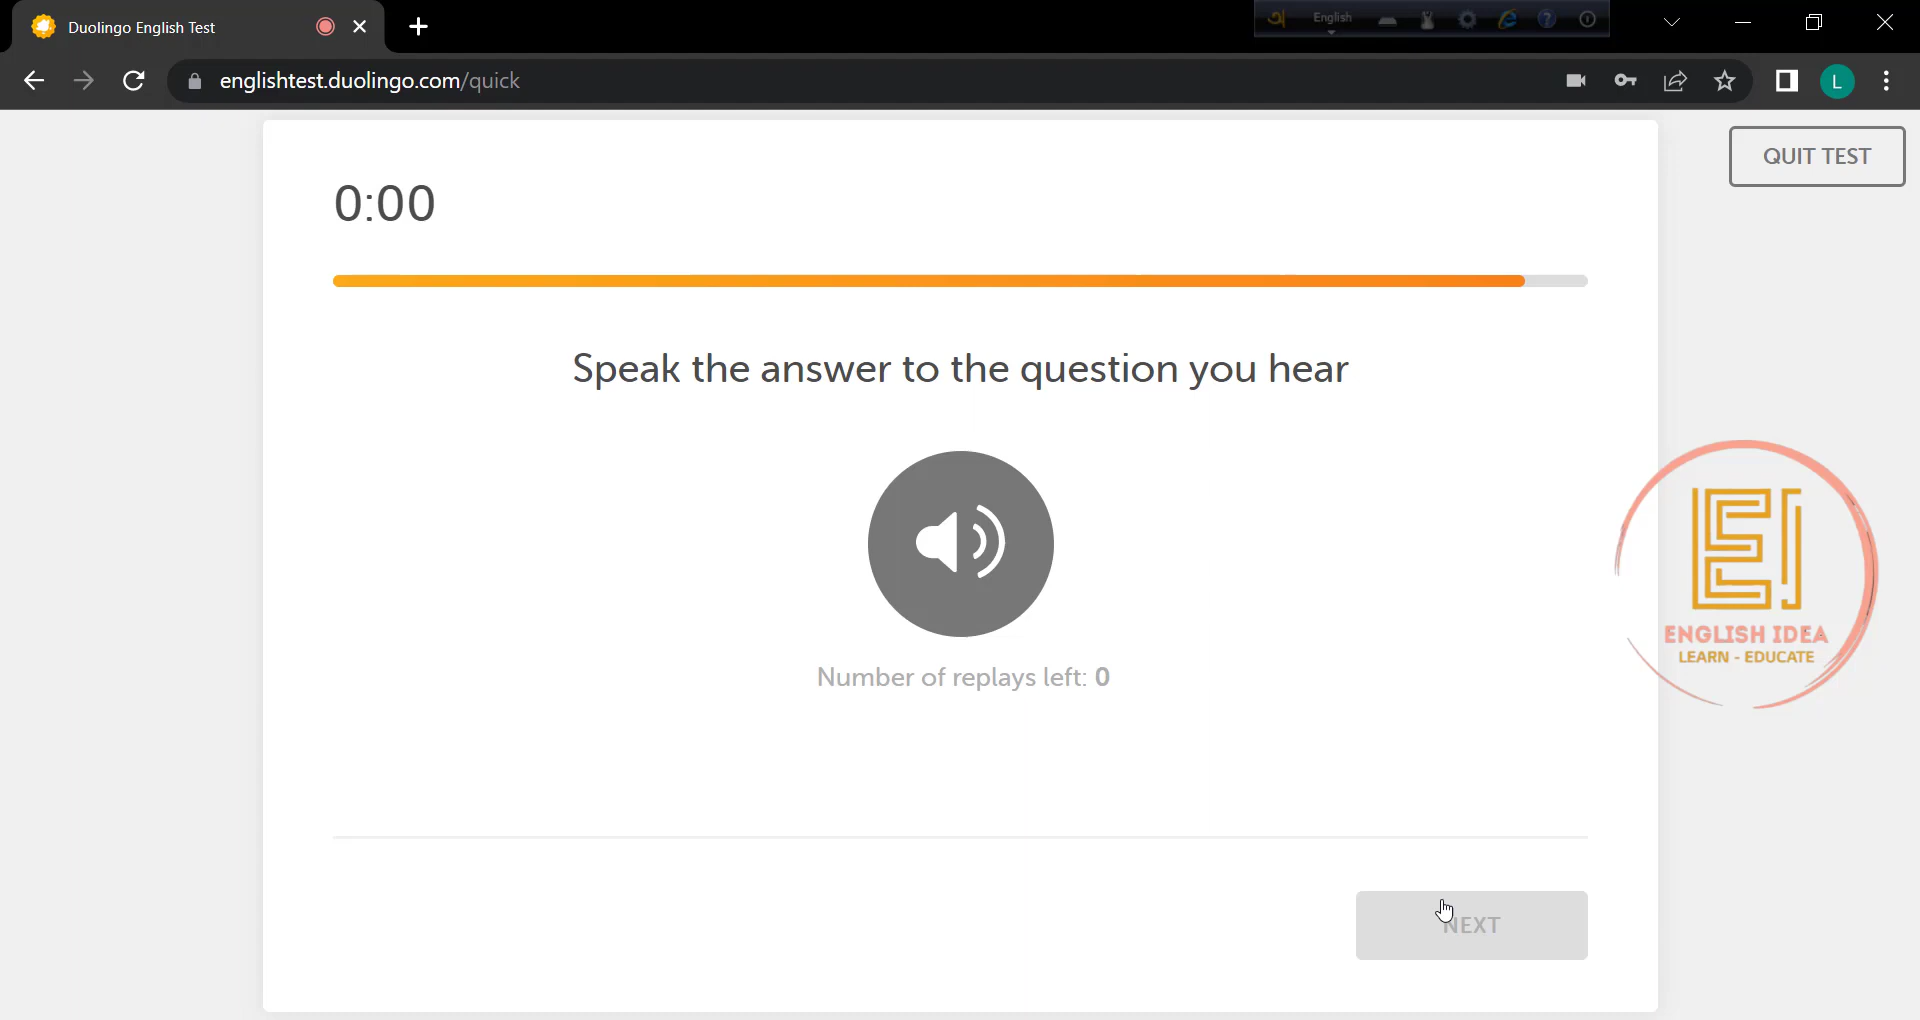 Duolingo English Test
English
englishtest.duolingo.com/quick
L
QUIT TEST
0:00
Speak the answer to the question you hear
Number of replays left: 0
EI
ENGLISH IDEA
LEARN - EDUCATE
NEXT